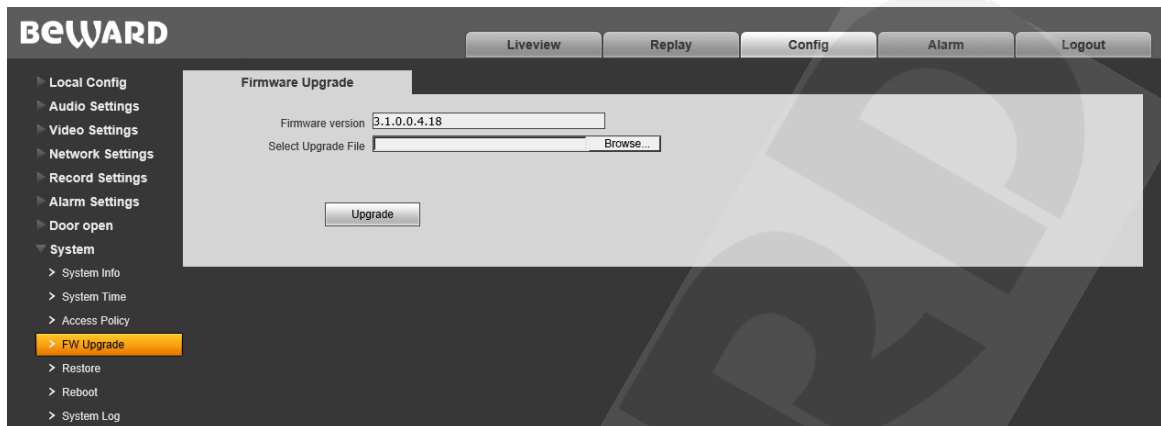 BEWARD
Liveview Replay Config Alarm Logout
Local Config
Audio Settings
Video Settings
Network Settings
Record Settings
Alarm Settings
Door open
System
System Info
System Time
Access Policy
FW Upgrade
Restore
Reboot
System Log
Firmware Upgrade
Firmware version 3.1.0.0.4.18
Select Upgrade File Browse...
Upgrade